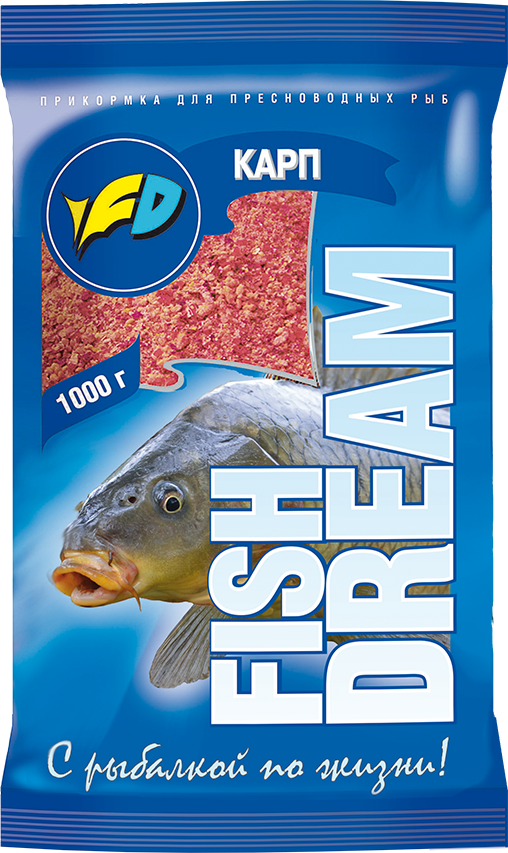 ПРИКОРМКА ДЛЯ ПРЕСНОВОДНЫХ РЫБ
КАРП
FD
1000 г
FISH
DREAM
С рыбалкой по жизни!